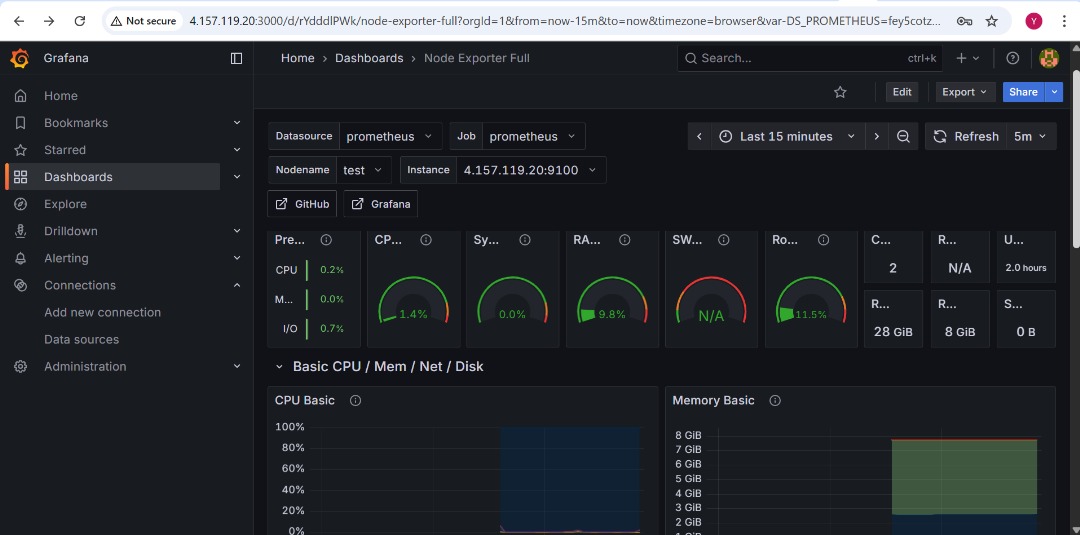 Not secure 4.157.119.20:3000/d/rYdddlPWk/node-exporter-full?orgId=1&from=now-15m&to=now&timezone=browser&var-DS_PROMETHEUS=fey5cotz... Y
Grafana Home › Dashboards › Node Exporter Full Search... ctrl+k
Edit Export Share
Home
Bookmarks
Starred
Dashboards
Explore
Drilldown
Alerting
Connections
Add new connection
Data sources
Administration
Datasource prometheus Job prometheus Last 15 minutes Refresh 5m
Nodename test Instance 4.157.119.20:9100
GitHub Grafana
Pre... CP... Sy... RA... SW... Ro... C... R... U...
CPU 0.2% 2 N/A 2.0 hours
M... 0.0% 1.4% 0.0% 9.8% N/A 11.5% R... R... S...
I/O 0.7% 28 GiB 8 GiB 0 B
Basic CPU / Mem / Net / Disk
CPU Basic
100%
80%
60%
40%
20%
0%
Memory Basic
8 GiB
7 GiB
6 GiB
5 GiB
4 GiB
3 GiB
2 GiB